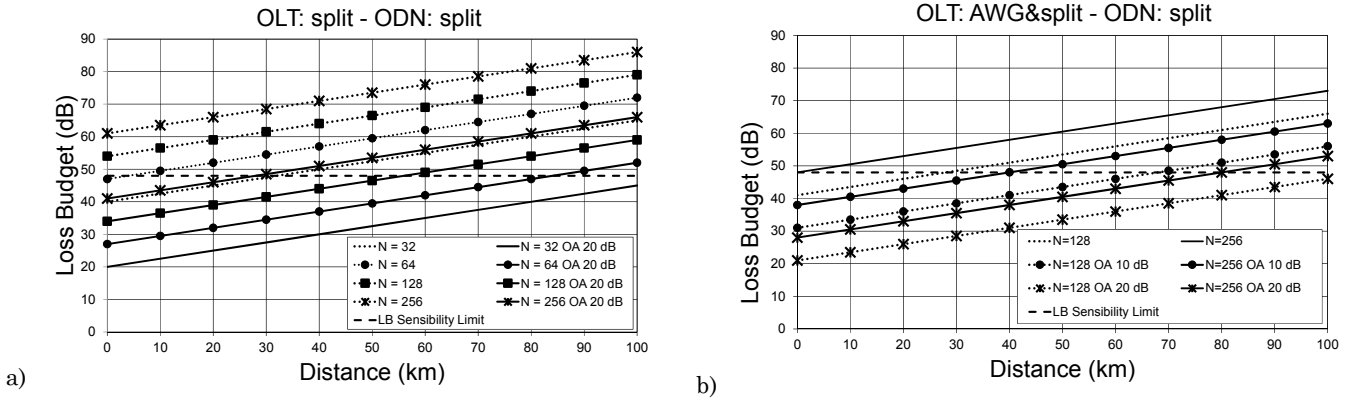 OLT: split - ODN: split
Loss Budget (dB)
90
80
70
60
50
40
30
20
10
0
N = 32
N = 32 OA 20 dB
N = 64
N = 64 OA 20 dB
N = 128
N = 128 OA 20 dB
N = 256
N = 256 OA 20 dB
LB Sensibility Limit
0 10 20 30 40 50 60 70 80 90 100
Distance (km)
a)
OLT: AWG&split - ODN: split
Loss Budget (dB)
90
80
70
60
50
40
30
20
10
0
N=128
N=256
N=128 OA 10 dB
N=256 OA 10 dB
N=128 OA 20 dB
N=256 OA 20 dB
LB Sensibility Limit
0 10 20 30 40 50 60 70 80 90 100
Distance (km)
b)